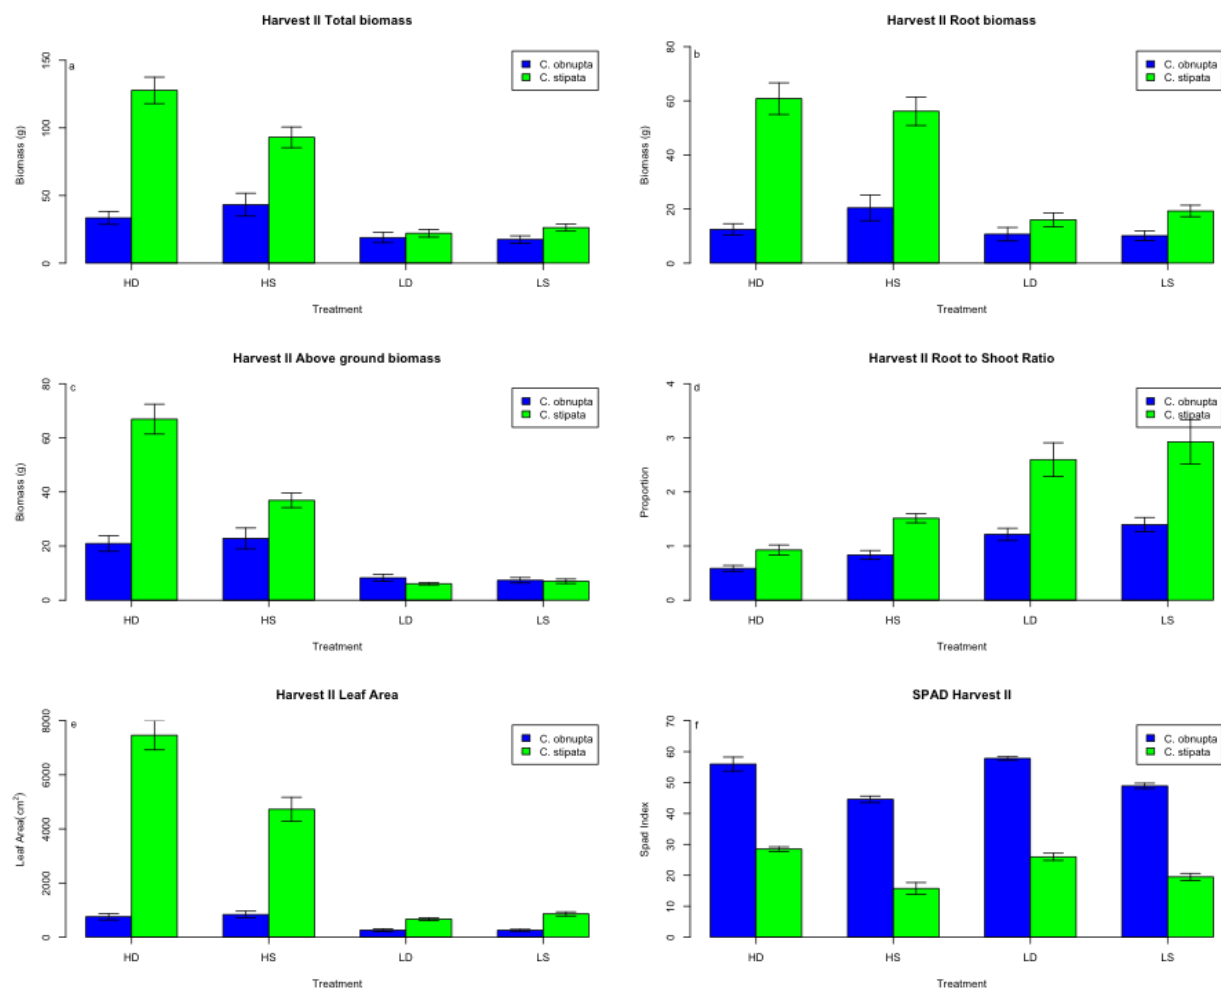 Harvest II Total biomass
a
150
100
50
0
Biomass (g)
C. obnupta
C. stipata
HD HS LD LS
Treatment
Harvest II Root biomass
b
80
60
40
20
0
Biomass (g)
C. obnupta
C. stipata
HD HS LD LS
Treatment
Harvest II Above ground biomass
c
80
60
40
20
0
Biomass (g)
C. obnupta
C. stipata
HD HS LD LS
Treatment
Harvest II Root to Shoot Ratio
d
4
3
2
1
0
Proportion
C. obnupta
C. stipata
HD HS LD LS
Treatment
Harvest II Leaf Area
e
8000
6000
4000
2000
0
Leaf Area( cm²)
C. obnupta
C. stipata
HD HS LD LS
Treatment
SPAD Harvest II
f
70
60
50
40
30
20
10
0
Spad Index
C. obnupta
C. stipata
HD HS LD LS
Treatment